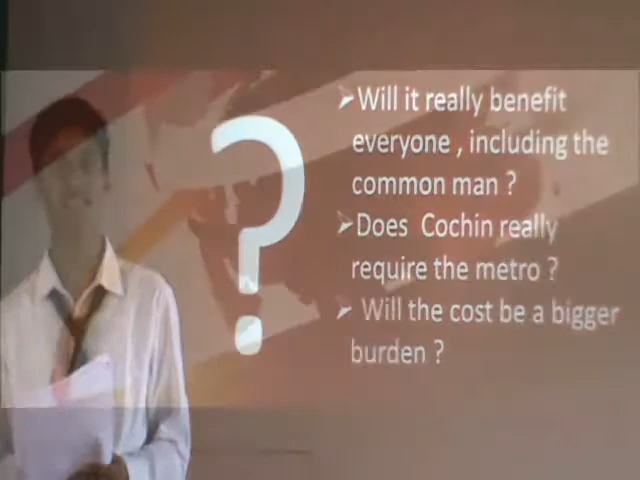 ?
➤Will it really benefit
everyone , including the
common man ?
➤Does Cochin really
require the metro ?
➤ Will the cost be a bigger
burden ?